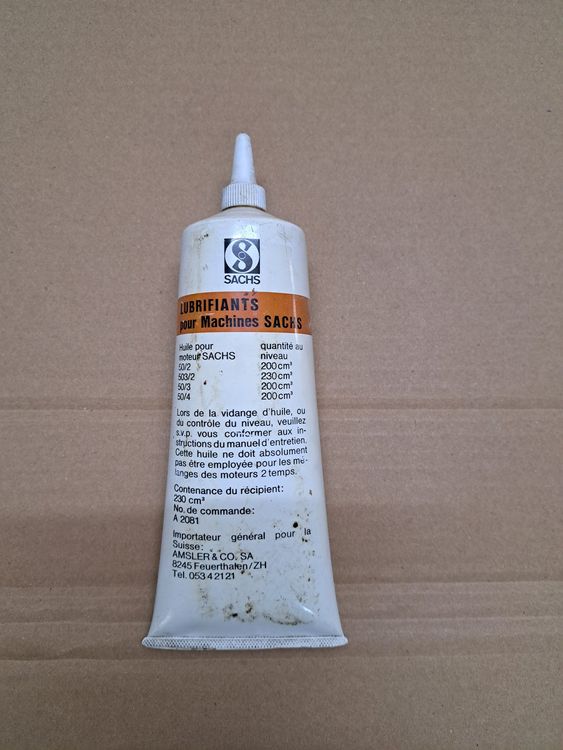 SACHS
LUBRIFIANTS
pour Machines SACHS
Huile pour quantité au
moteur SACHS niveau
50/2 200 cm³
503/2 230 cm³
50/3 200 cm³
50/4 200 cm³
Lors de la vidange d'huile, ou
du contrôle du niveau, veuillez
s.v.p. vous conformer aux in-
structions du manuel d'entretien.
Cette huile ne doit absolument
pas être employée pour les mé-
langes des moteurs 2 temps.
Contenance du récipient:
230 cm³
No. de commande:
A 2081
Importateur général pour la
Suisse:
AMSLER & CO. SA
8245 Feuerthalen/ZH
Tel. 053 4 21 21